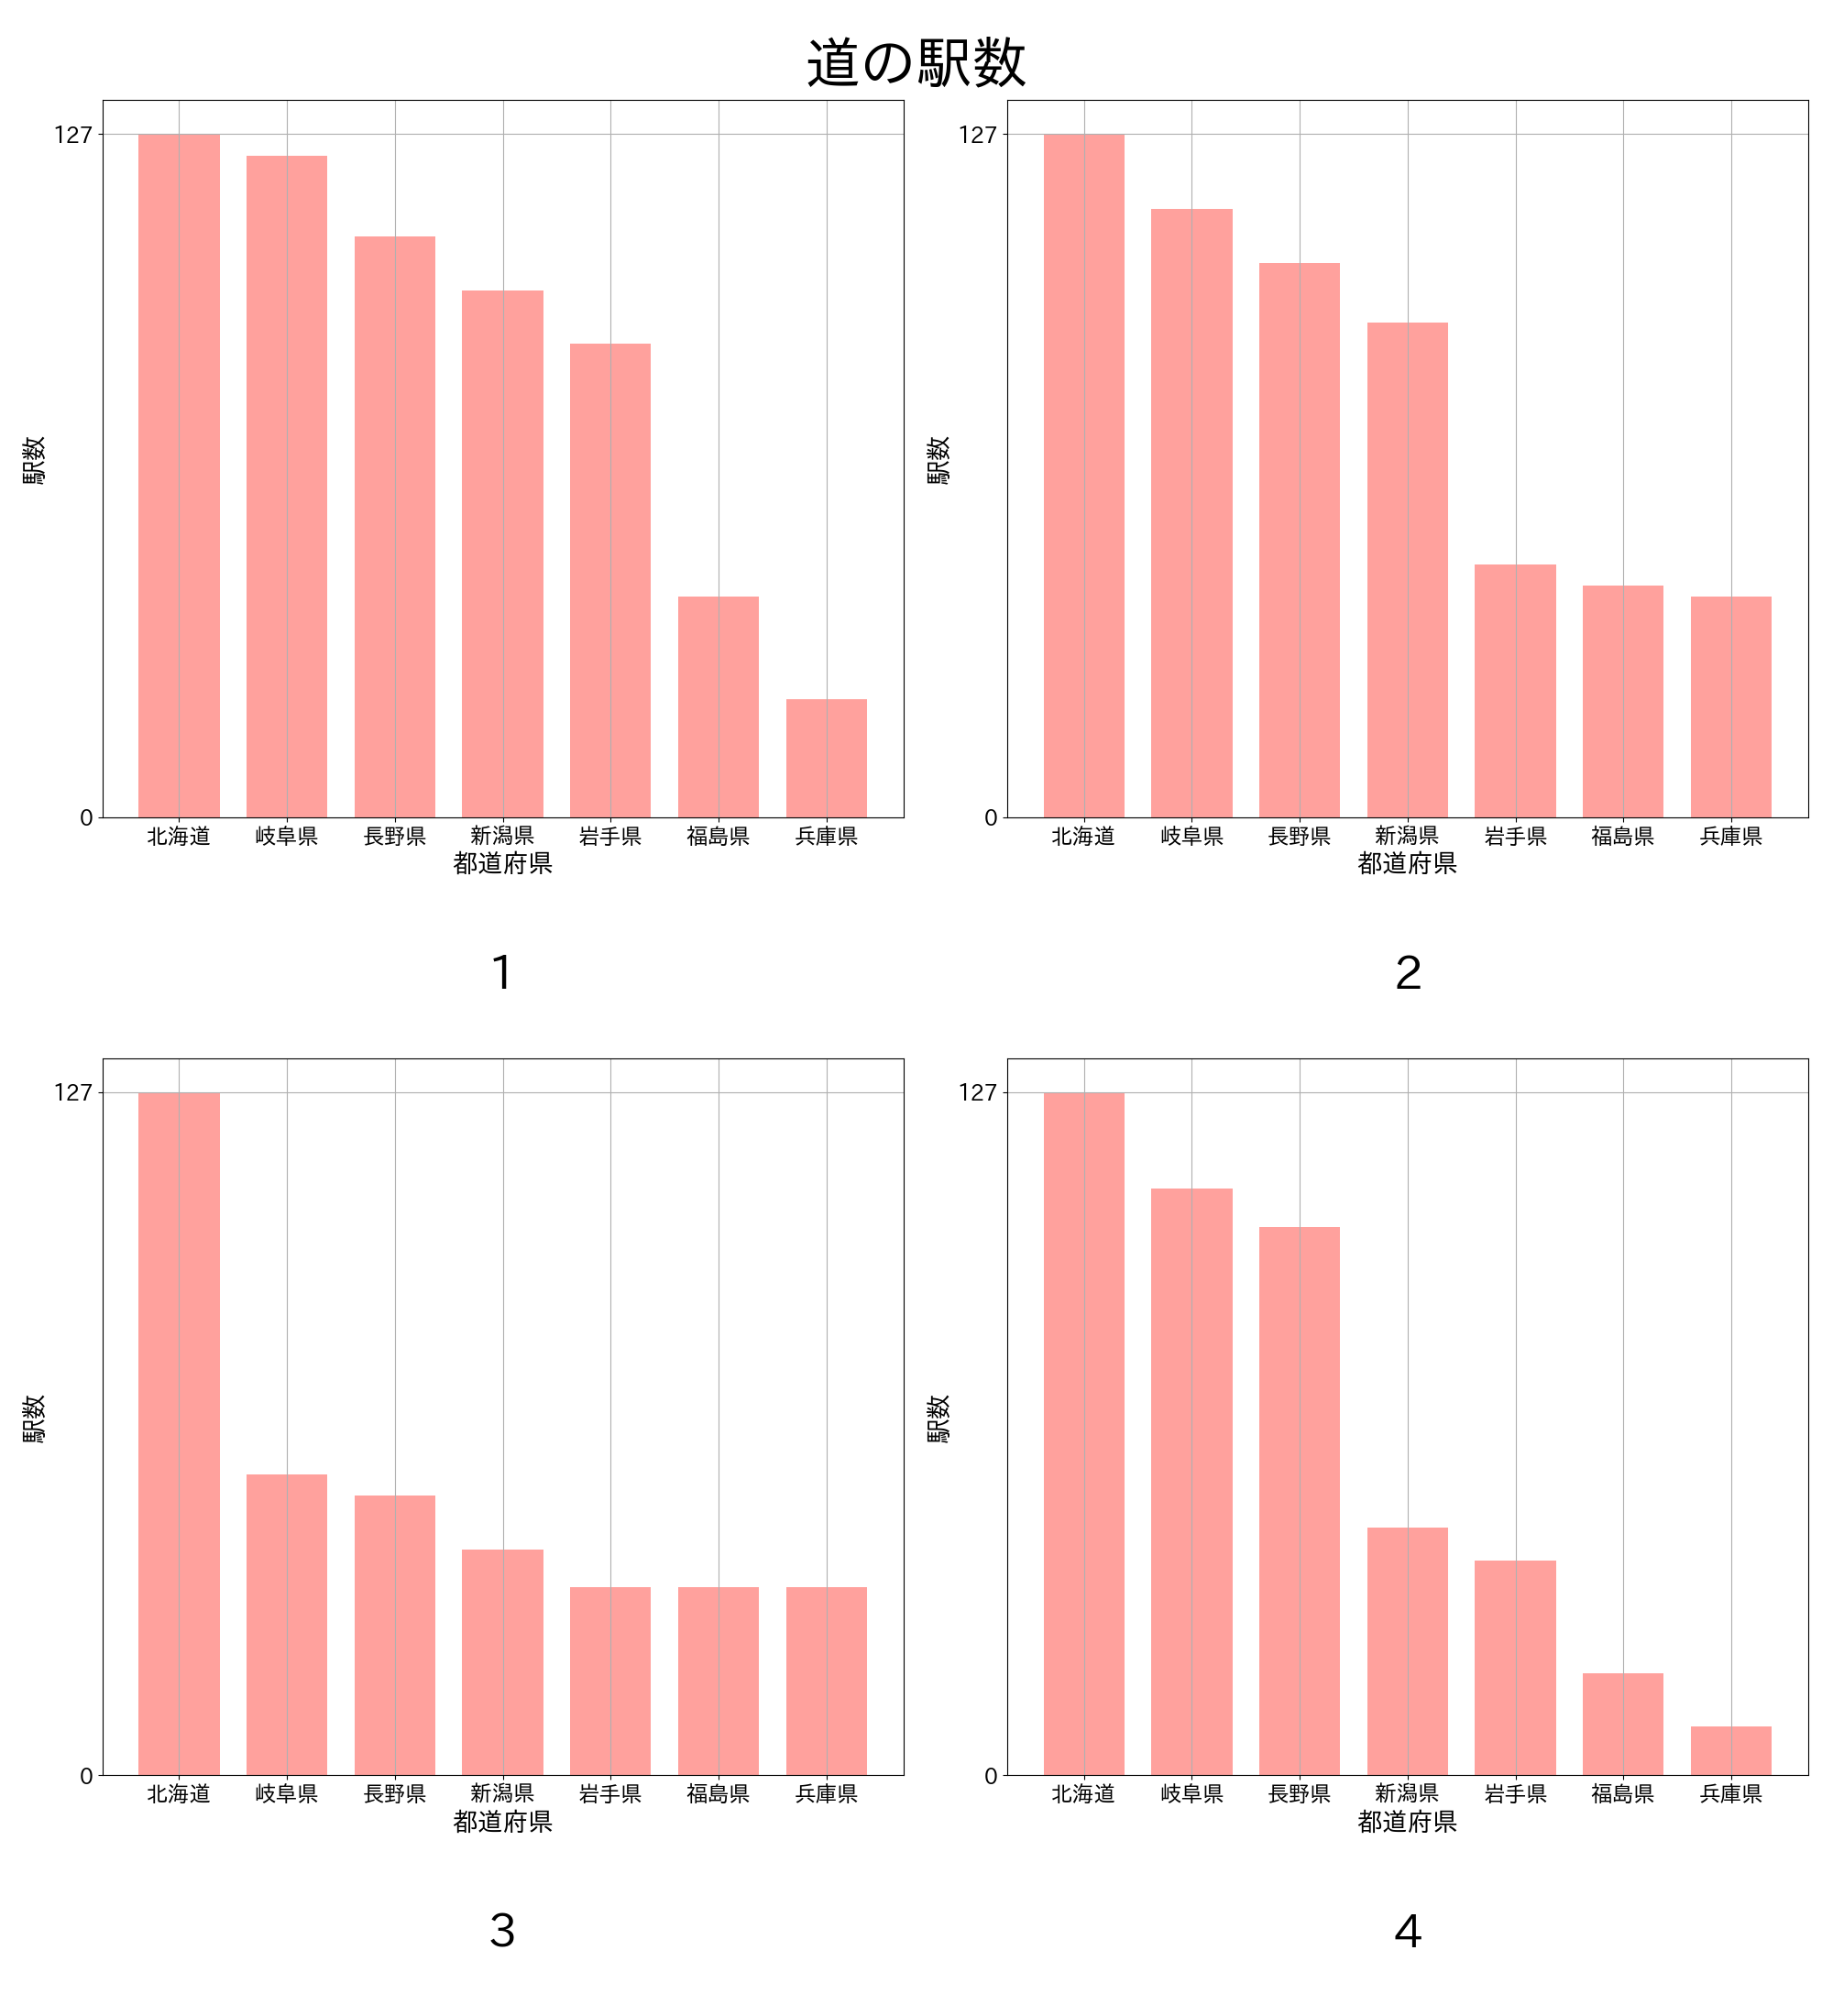 道の駅数
127
0
駅数
北海道 岐阜県 長野県 新潟県 岩手県 福島県 兵庫県
都道府県
1
127
0
駅数
北海道 岐阜県 長野県 新潟県 岩手県 福島県 兵庫県
都道府県
2
127
0
駅数
北海道 岐阜県 長野県 新潟県 岩手県 福島県 兵庫県
都道府県
3
127
0
駅数
北海道 岐阜県 長野県 新潟県 岩手県 福島県 兵庫県
都道府県
4